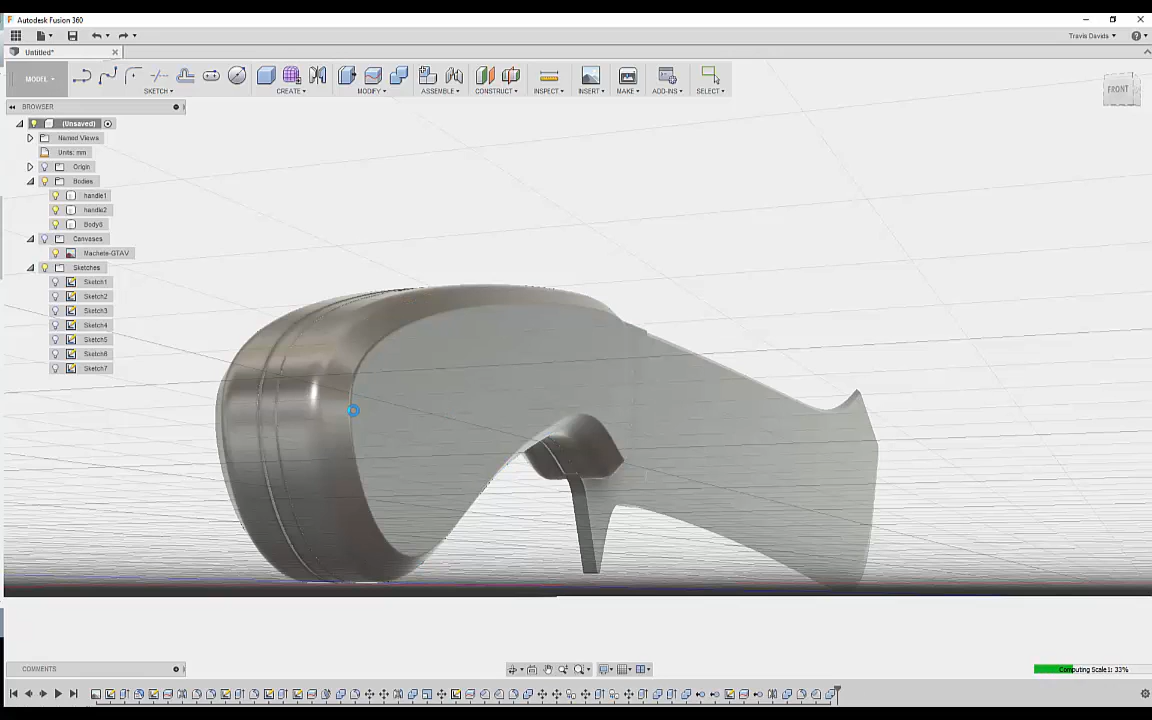 Autodesk Fusion 360
Travis Davids
Untitled*
MODEL
SKETCH
CREATE
MODIFY
ASSEMBLE
CONSTRUCT
INSPECT
INSERT
MAKE
ADD-INS
SELECT
FRONT
BROWSER
(Unsaved)
Named Views
Units: mm
Origin
Bodies
handle1
handle2
Body6
Canvases
Machete-GTAV
Sketches
Sketch1
Sketch2
Sketch3
Sketch4
Sketch5
Sketch6
Sketch7
COMMENTS
Computing Scale1: 33%